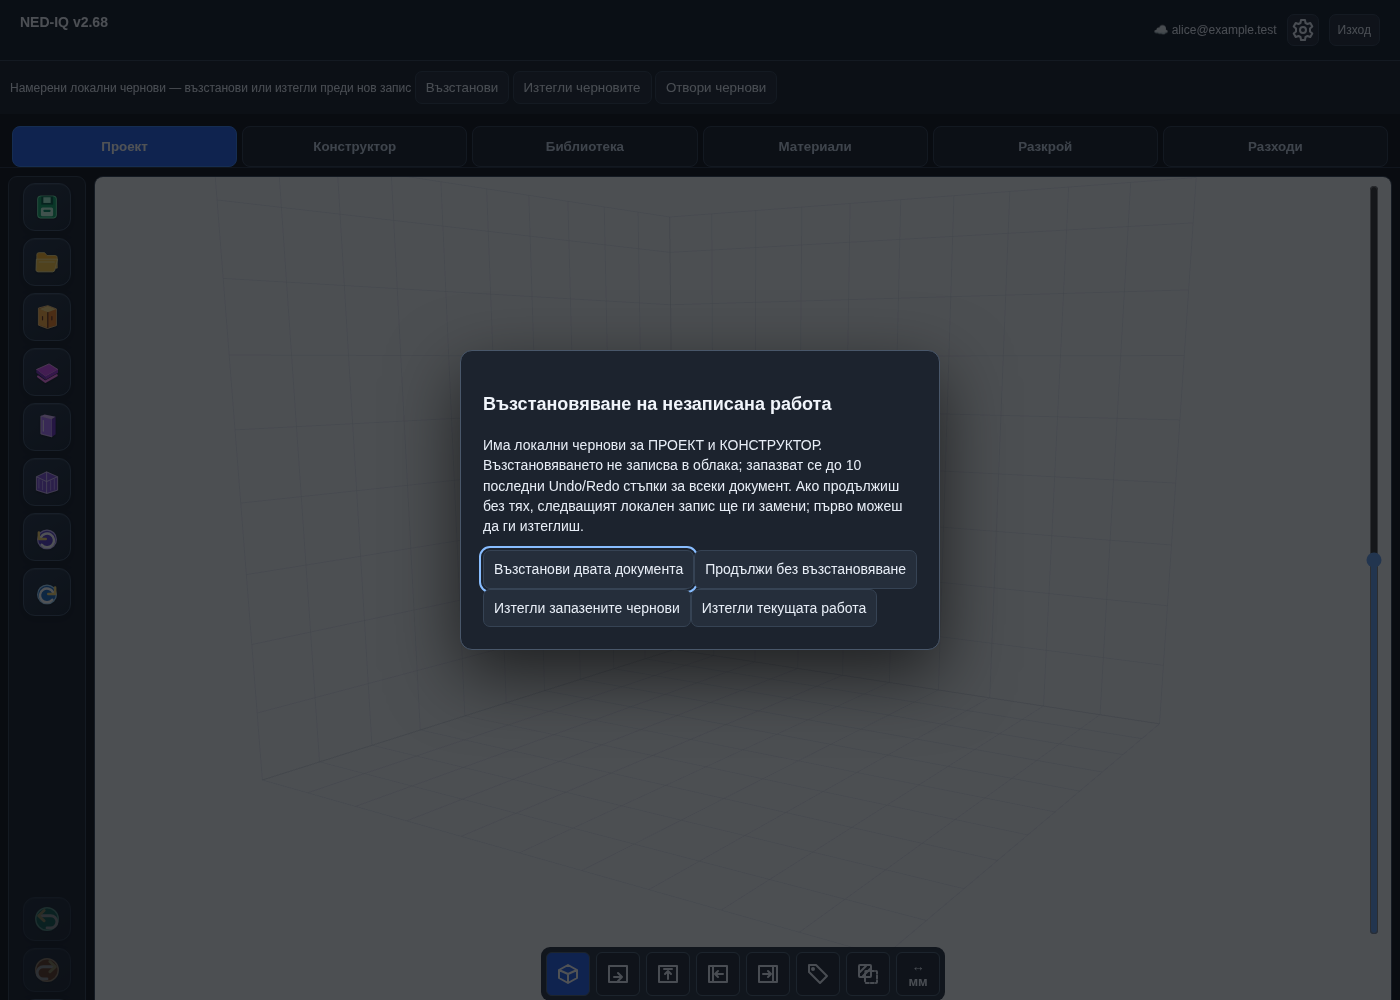 NED-IQ v2.68
☁️ alice@example.test
Изход
Намерени локални чернови — възстанови или изтегли преди нов запис
Възстанови
Изтегли черновите
Отвори чернови
Проект
Конструктор
Библиотека
Материали
Разкрой
Разходи
Възстановяване на незаписана работа
Има локални чернови за ПРОЕКТ и КОНСТРУКТОР.
Възстановяването не записва в облака; запазват се до 10
последни Undo/Redo стъпки за всеки документ. Ако продължиш
без тях, следващият локален запис ще ги замени; първо можеш
да ги изтеглиш.
Възстанови двата документа
Продължи без възстановяване
Изтегли запазените чернови
Изтегли текущата работа
↔
мм